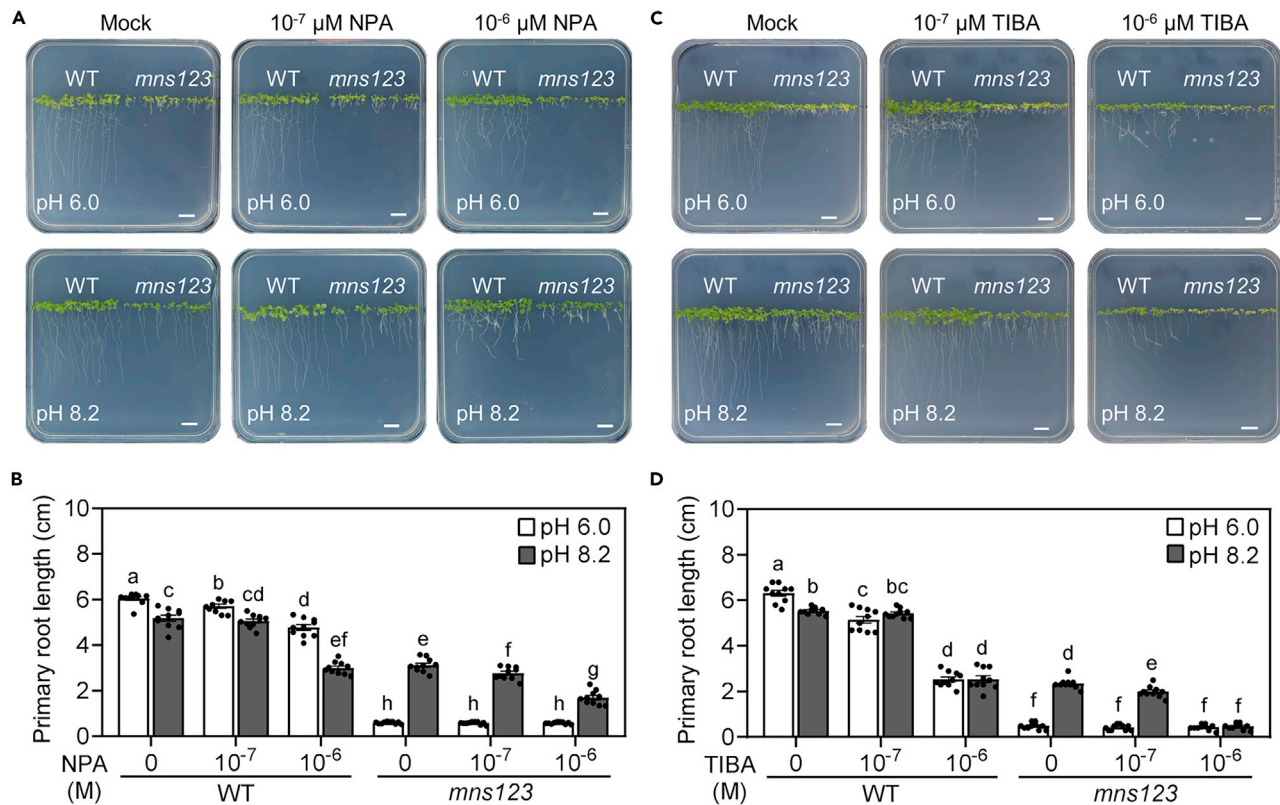 A
Mock
10⁻⁷ µM NPA
10⁻⁶ µM NPA
WT mns123
WT mns123
WT mns123
pH 6.0
pH 6.0
pH 6.0
WT mns123
WT mns123
WT mns123
pH 8.2
pH 8.2
pH 8.2
B
Primary root length (cm)
10
8
6
4
2
0
pH 6.0
pH 8.2
a
c
b
cd
d
ef
h
e
h
f
h
g
NPA
(M)
0
10⁻⁷
10⁻⁶
0
10⁻⁷
10⁻⁶
WT
mns123
C
Mock
10⁻⁷ µM TIBA
10⁻⁶ µM TIBA
WT mns123
WT mns123
WT mns123
pH 6.0
pH 6.0
pH 6.0
WT mns123
WT mns123
WT mns123
pH 8.2
pH 8.2
pH 8.2
D
Primary root length (cm)
10
8
6
4
2
0
pH 6.0
pH 8.2
a
b
c
bc
d
d
f
d
f
e
f
f
TIBA
(M)
0
10⁻⁷
10⁻⁶
0
10⁻⁷
10⁻⁶
WT
mns123